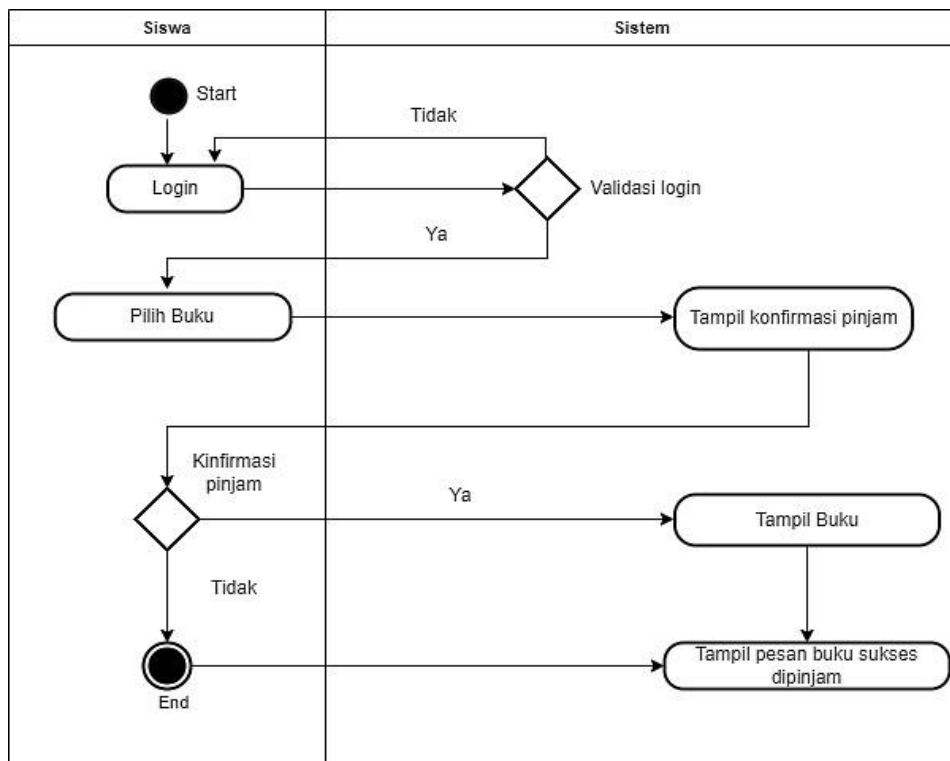 Siswa
Sistem
Start
Tidak
Login
Validasi login
Ya
Pilih Buku
Tampil konfirmasi pinjam
Kinfirmasi
pinjam
Ya
Tampil Buku
Tidak
Tampil pesan buku sukses
dipinjam
End